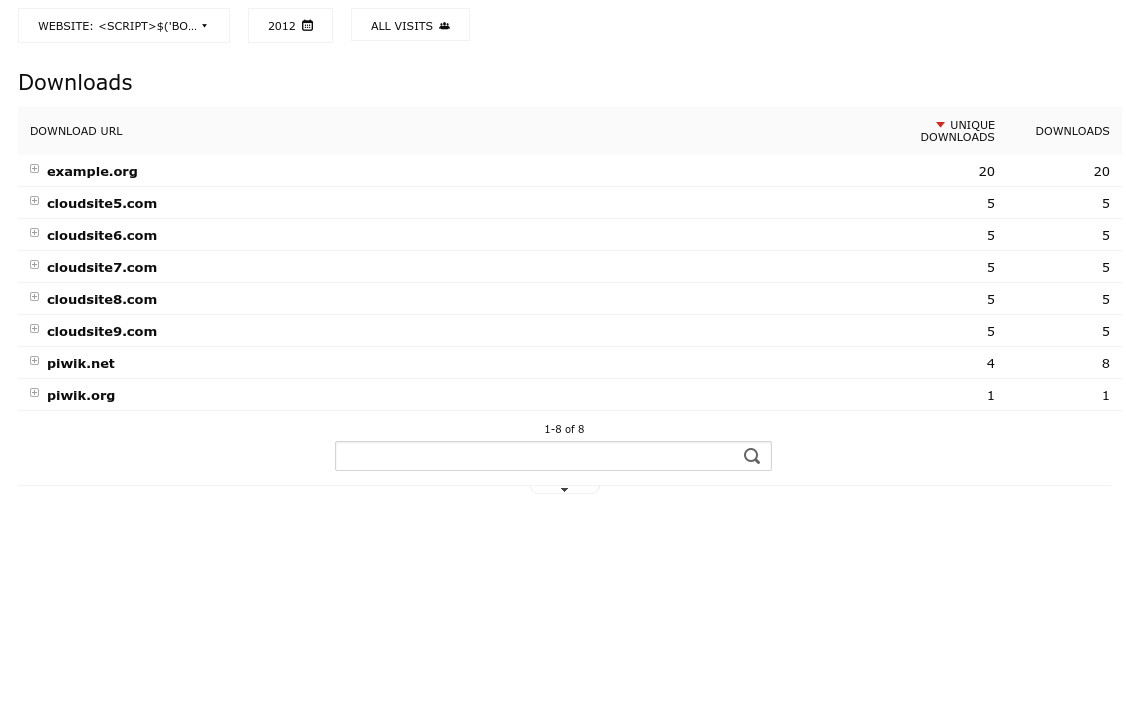 WEBSITE: <SCRIPT>$('BO... 2012 ALL VISITS
Downloads
DOWNLOAD URL UNIQUE DOWNLOADS DOWNLOADS
example.org 20 20
cloudsite5.com 5 5
cloudsite6.com 5 5
cloudsite7.com 5 5
cloudsite8.com 5 5
cloudsite9.com 5 5
piwik.net 4 8
piwik.org 1 1
1-8 of 8